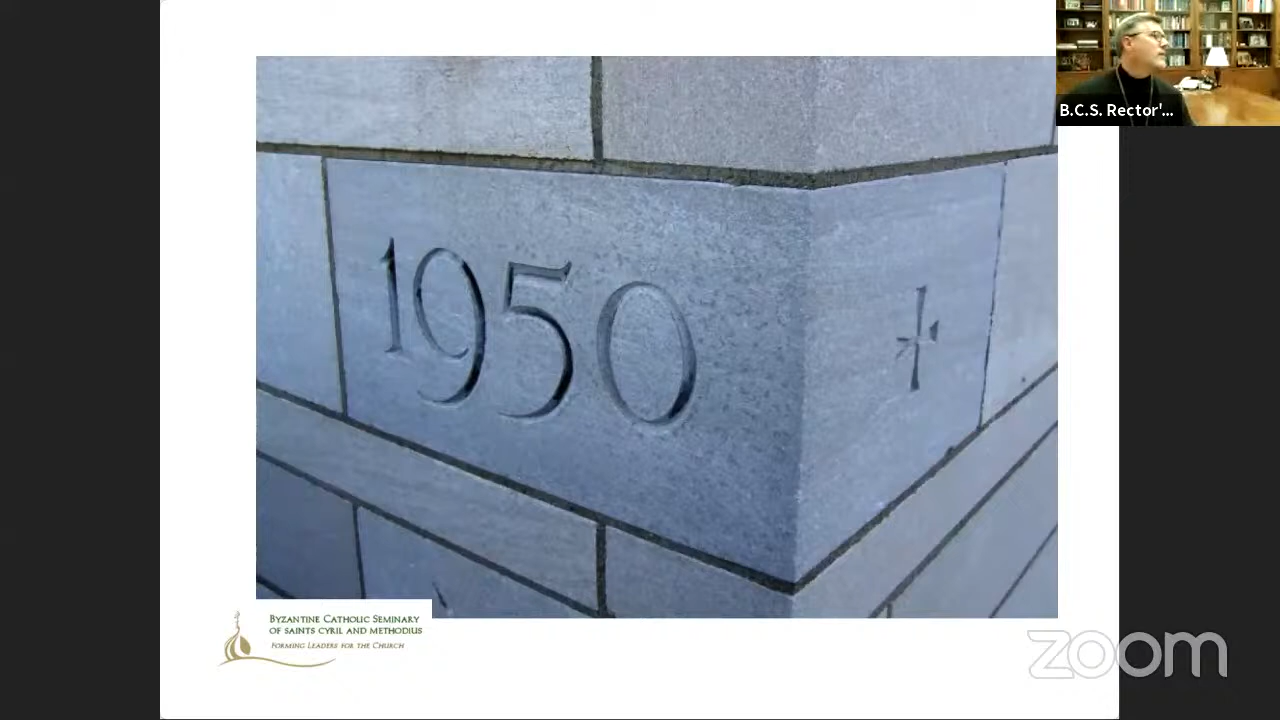 B.C.S. Rector'...
1950
Byzantine Catholic Seminary
of Saints Cyril and Methodius
Forming Leaders for the Church
zoom